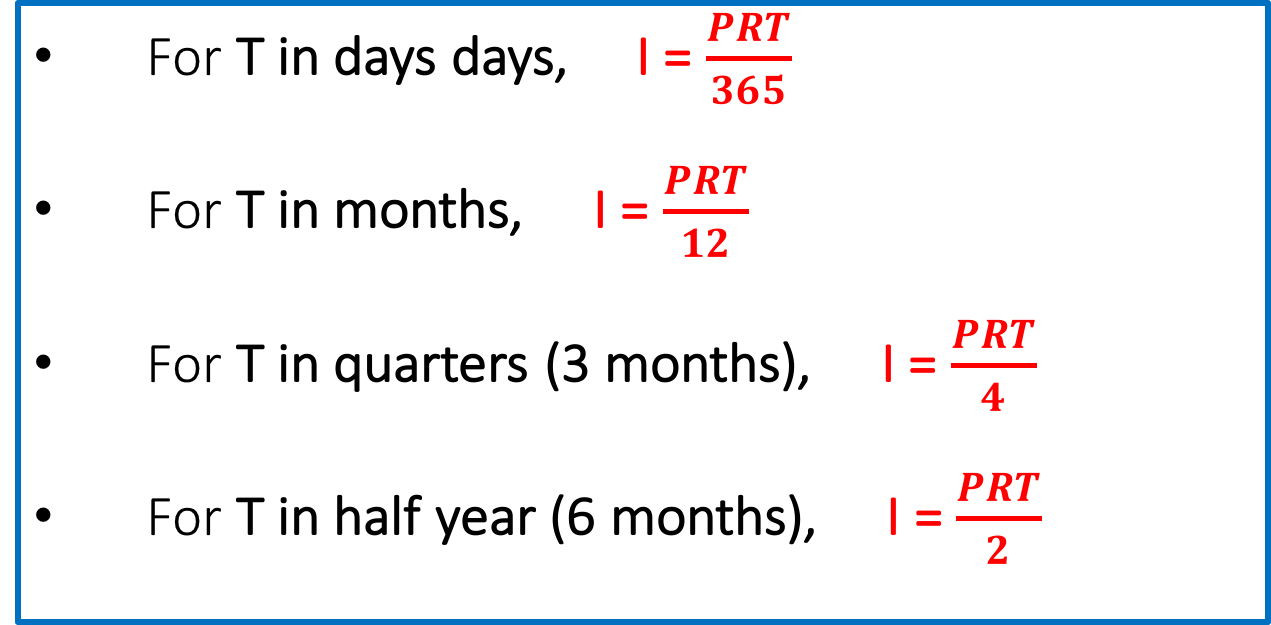 • For T in days days, I = PRT/365
• For T in months, I = PRT/12
• For T in quarters (3 months), I = PRT/4
• For T in half year (6 months), I = PRT/2